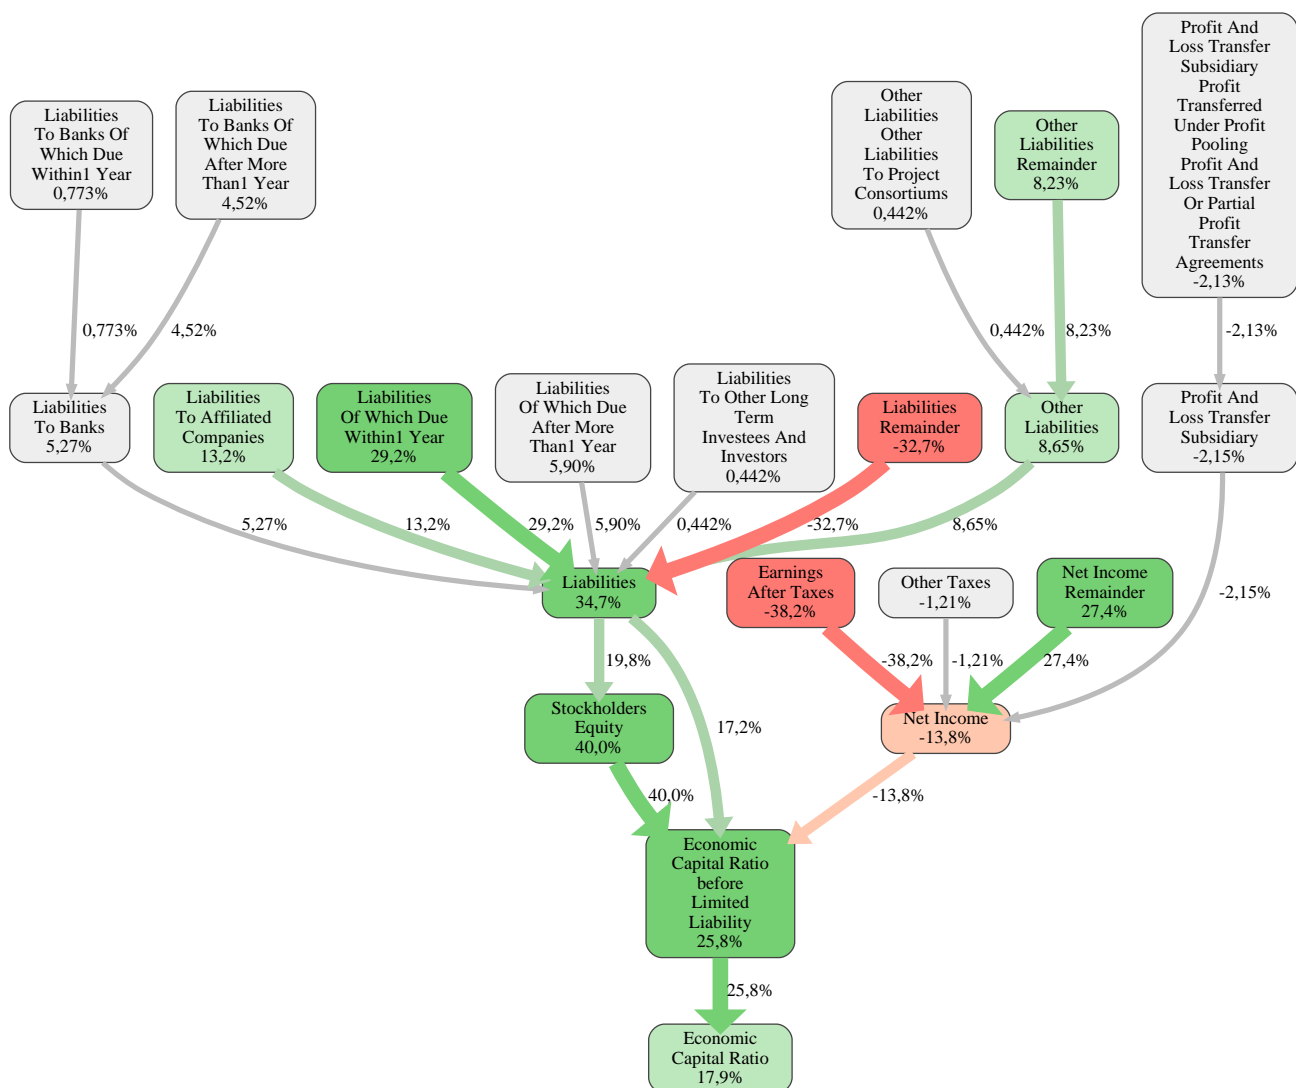 Profit And
Loss Transfer
Subsidiary
Profit
Transferred
Under Profit
Pooling
Profit And
Loss Transfer
Or Partial
Profit
Transfer
Agreements
-2,13%
Other
Liabilities
Other
Liabilities
To Project
Consortiums
0,442%
Liabilities
To Banks Of
Which Due
After More
Than1 Year
4,52%
Liabilities
To Banks Of
Which Due
Within1 Year
0,773%
Other
Liabilities
Remainder
8,23%
0,773%
4,52%
0,442%
8,23%
-2,13%
Liabilities
To Banks
5,27%
Liabilities
To Affiliated
Companies
13,2%
Liabilities
Of Which Due
Within1 Year
29,2%
Liabilities
Of Which Due
After More
Than1 Year
5,90%
Liabilities
To Other Long
Term
Investees And
Investors
0,442%
Liabilities
Remainder
-32,7%
Other
Liabilities
8,65%
Profit And
Loss Transfer
Subsidiary
-2,15%
5,27%
13,2%
29,2%
5,90%
0,442%
-32,7%
8,65%
Liabilities
34,7%
Earnings
After Taxes
-38,2%
Other Taxes
-1,21%
Net Income
Remainder
27,4%
-2,15%
19,8%
-38,2%
-1,21%
27,4%
Stockholders
Equity
40,0%
17,2%
Net Income
-13,8%
40,0%
-13,8%
Economic
Capital Ratio
before
Limited
Liability
25,8%
25,8%
Economic
Capital Ratio
17,9%